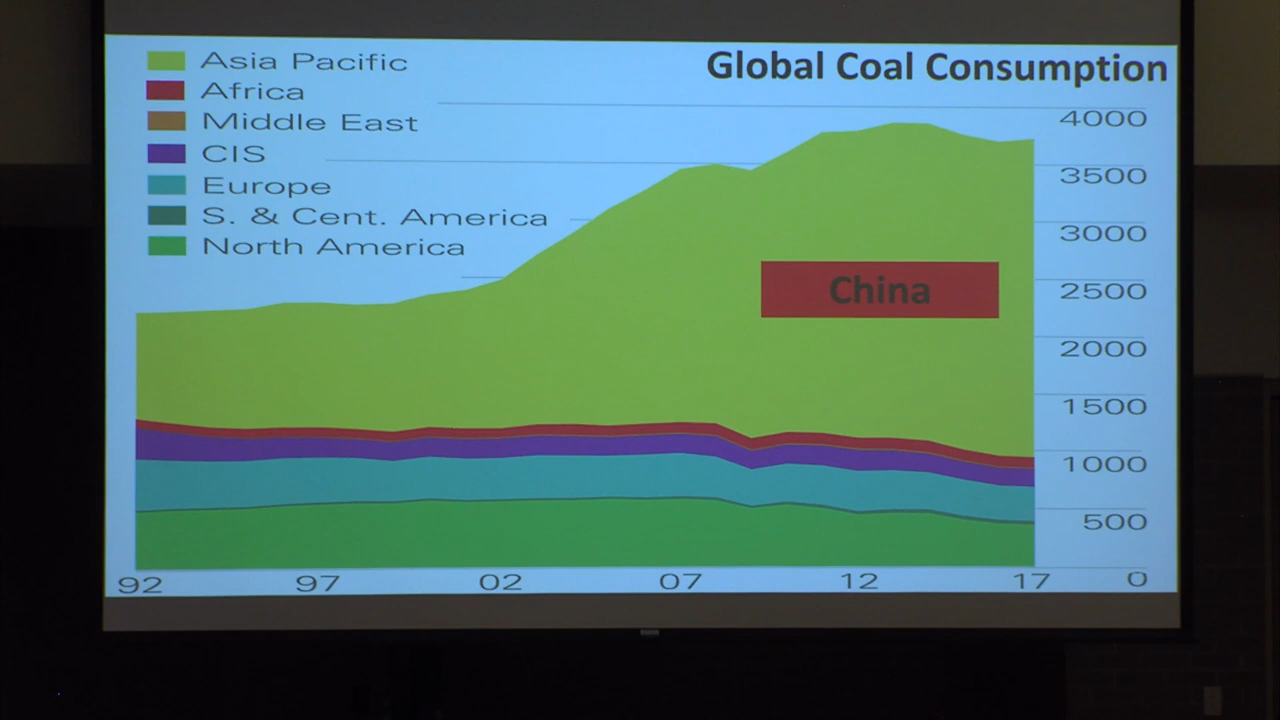 Global Coal Consumption
Asia Pacific
Africa
Middle East
CIS
Europe
S. & Cent. America
North America
4000
3500
3000
2500
2000
1500
1000
500
0
China
92 97 02 07 12 17